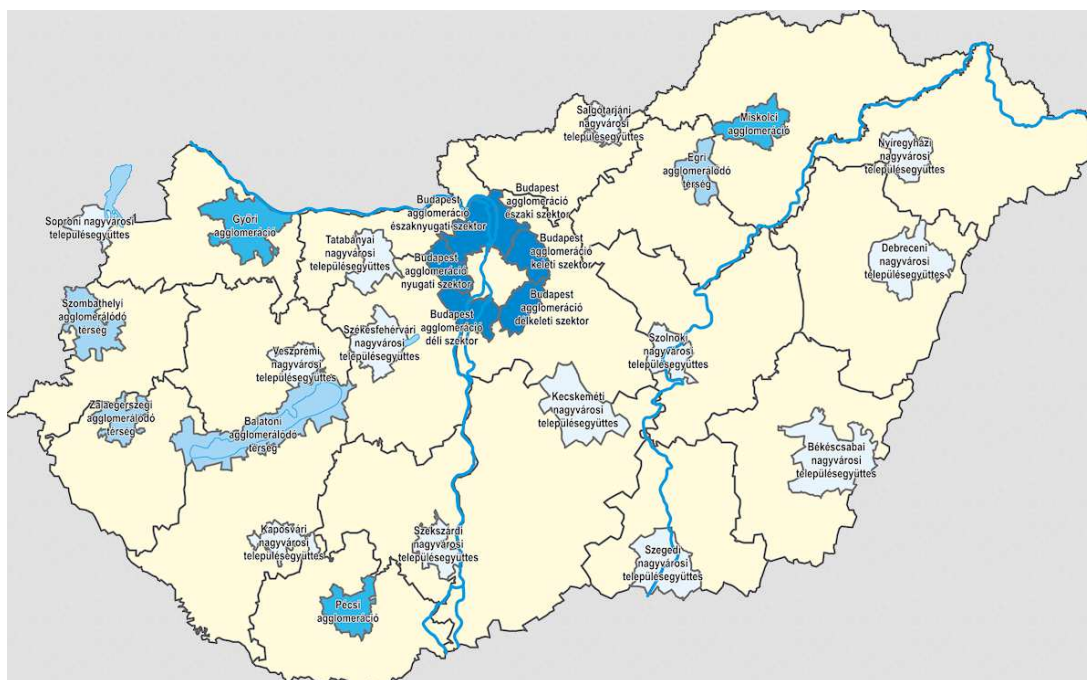 Salgótarjáni
nagyvárosi
településegyüttes
Miskolci
agglomeráció
Nyíregyházi
nagyvárosi
településegyüttes
Egri
agglomerálódó
térség
Soproni nagyvárosi
településegyüttes
Győri
agglomeráció
Budapest
agglomeráció
északnyugati szektor
Budapest
agglomeráció
északi szektor
Tatabányai
nagyvárosi
településegyüttes
Budapest
agglomeráció
nyugati szektor
Budapest
agglomeráció
keleti szektor
Debreceni
nagyvárosi
településegyüttes
Szombathelyi
agglomerálódó
térség
Székesfehérvári
nagyvárosi
településegyüttes
Budapest
agglomeráció
déli szektor
Budapest
agglomeráció
délkeleti szektor
Veszprémi
nagyvárosi
településegyüttes
Szolnoki
nagyvárosi
településegyüttes
Zalaegerszegi
agglomerálódó
térség
Balatoni
agglomerálódó
térség
Kecskeméti
nagyvárosi
településegyüttes
Békéscsabai
nagyvárosi
településegyüttes
Kaposvári
nagyvárosi
településegyüttes
Szekszárdi
nagyvárosi
településegyüttes
Szegedi
nagyvárosi
településegyüttes
Pécsi
agglomeráció